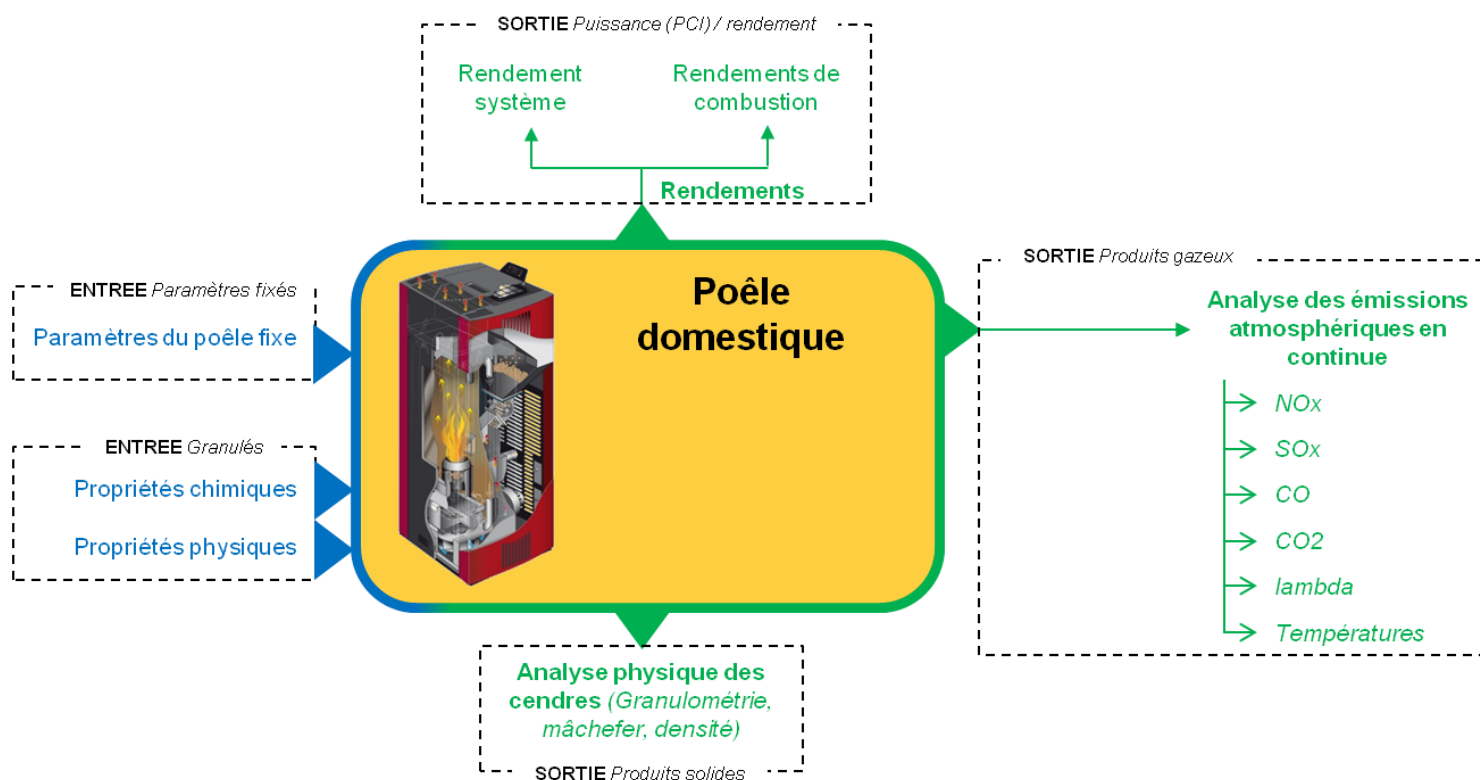 SORTIE Puissance (PCI) / rendement
Rendement
système
Rendements de
combustion
Rendements
ENTREE Paramètres fixés
Paramètres du poêle fixe
ENTREE Granulés
Propriétés chimiques
Propriétés physiques
Poêle
domestique
SORTIE Produits gazeux
Analyse des émissions
atmosphériques en
continue
NOx
SOx
CO
CO2
lambda
Températures
Analyse physique des
cendres (Granulométrie,
mâchefer, densité)
SORTIE Produits solides